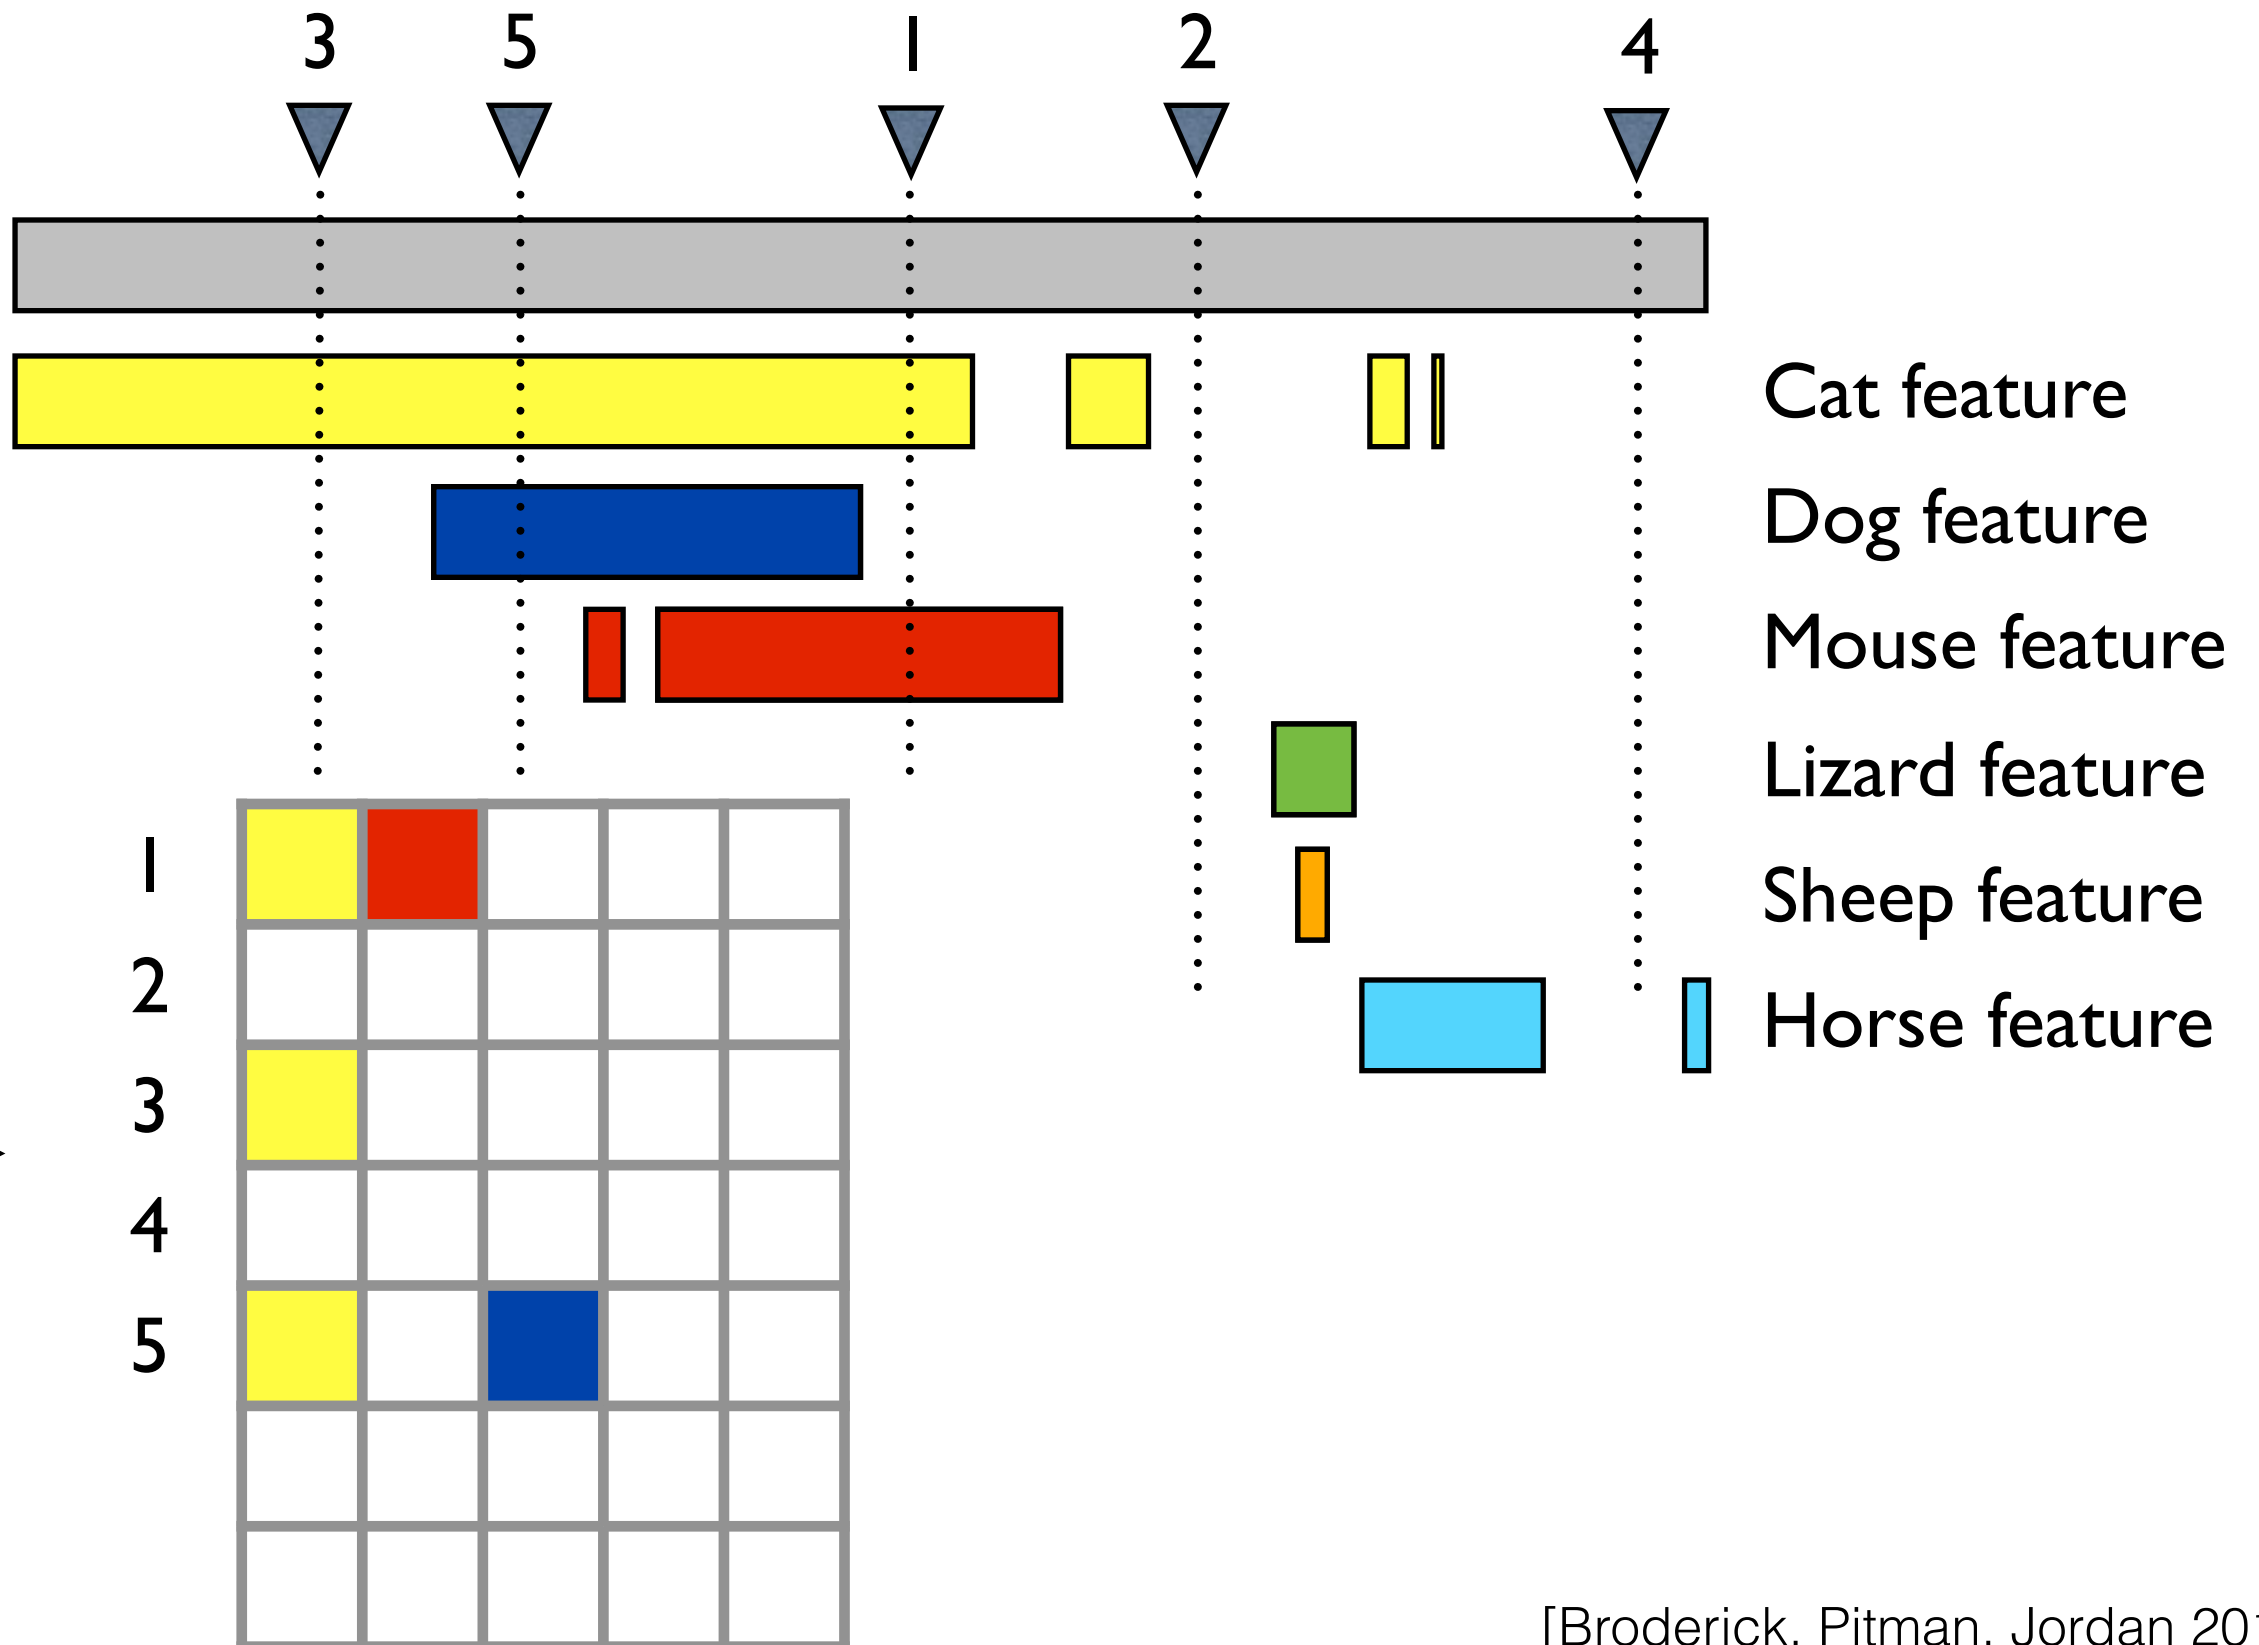 3 5 1 2 4
Cat feature
Dog feature
Mouse feature
Lizard feature
1
Sheep feature
2
Horse feature
3
4
5
[Broderick, Pitman, Jordan